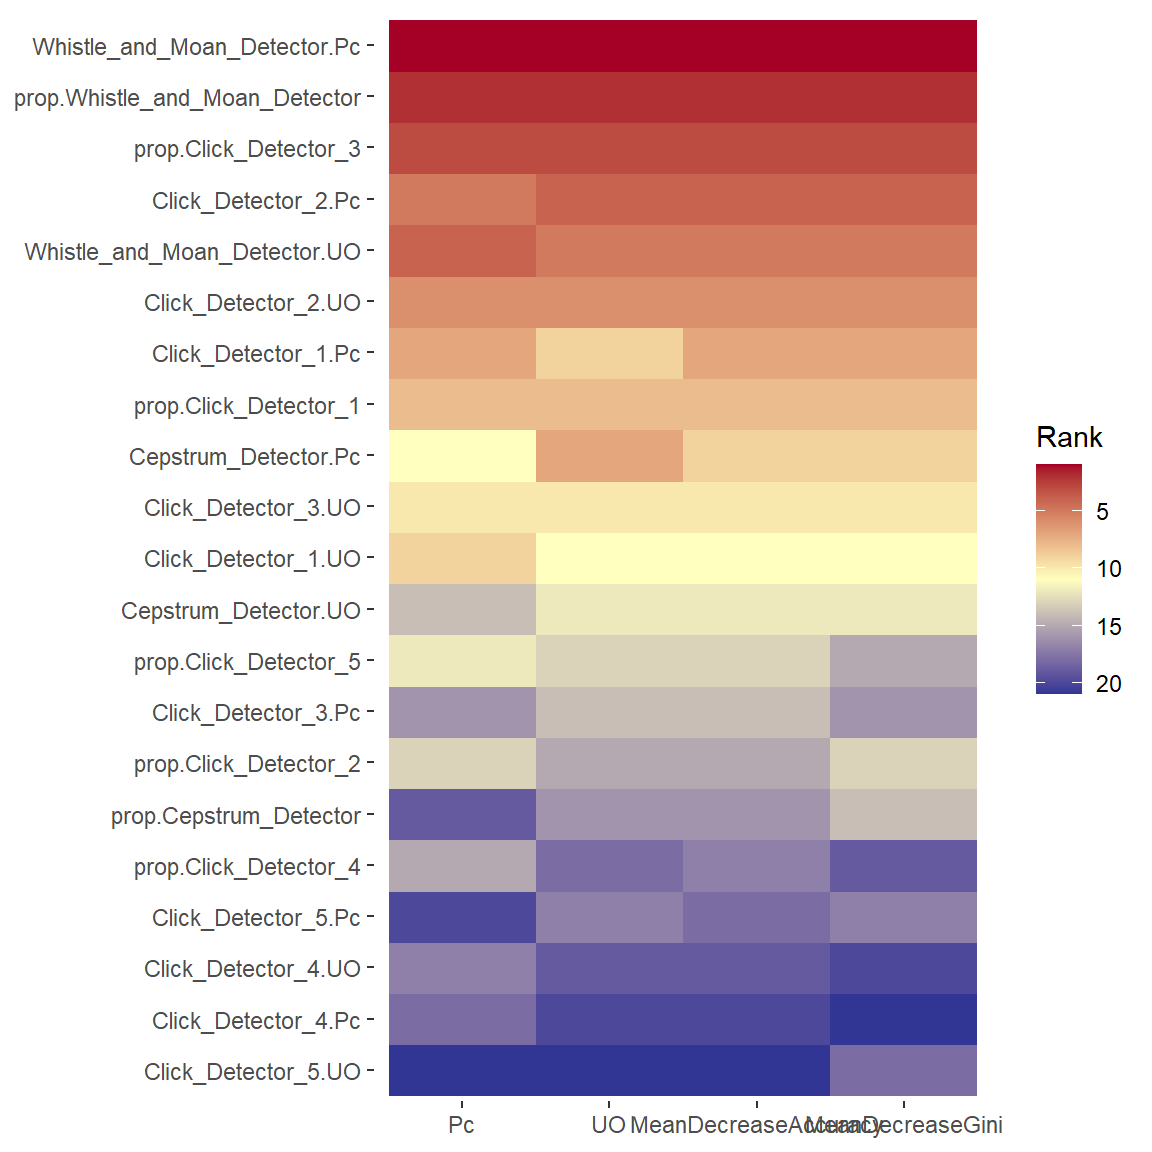 Whistle_and_Moan_Detector.Pc
prop.Whistle_and_Moan_Detector
prop.Click_Detector_3
Click_Detector_2.Pc
Whistle_and_Moan_Detector.UO
Click_Detector_2.UO
Click_Detector_1.Pc
prop.Click_Detector_1
Cepstrum_Detector.Pc
Click_Detector_3.UO
Click_Detector_1.UO
Cepstrum_Detector.UO
prop.Click_Detector_5
Click_Detector_3.Pc
prop.Click_Detector_2
prop.Cepstrum_Detector
prop.Click_Detector_4
Click_Detector_5.Pc
Click_Detector_4.UO
Click_Detector_4.Pc
Click_Detector_5.UO
Pc
UO
MeanDecreaseAccuracy
MeanDecreaseGini
Rank
5
10
15
20